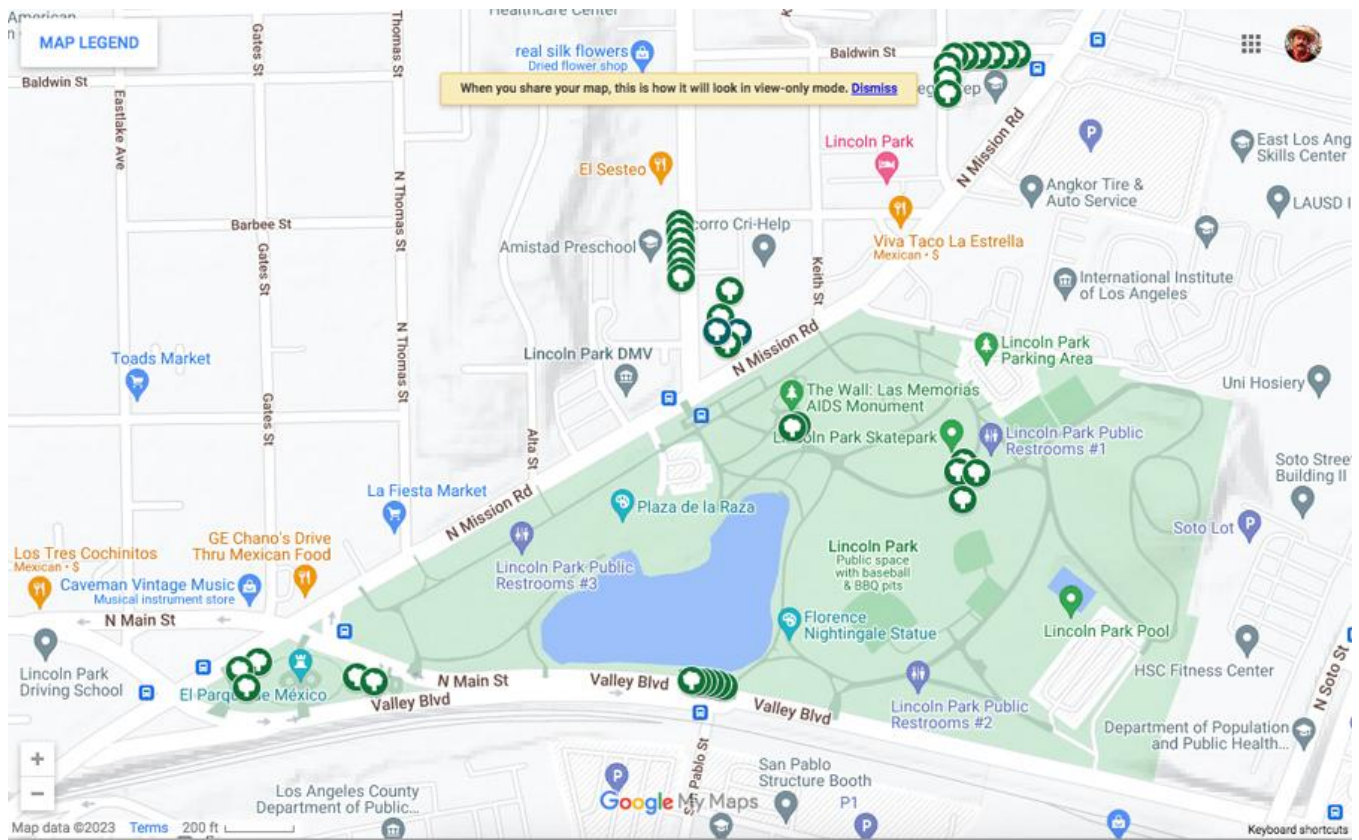 American
Healthcare Center
MAP LEGEND
Gates St
Thomas St
real silk flowers
Dried flower shop
Baldwin St
Baldwin St
When you share your map, this is how it will look in view-only mode. Dismiss
Eastlake Ave
N Mission Rd
P
East Los Ang
Skills Center
Lincoln Park
El Sesteo
N Thomas St
Angkor Tire &
Auto Service
LAUSD I
Barbee St
Amistad Preschool
corro Cri-Help
Viva Taco La Estrella
Mexican • $
Gates St
Keith St
International Institute
of Los Angeles
N Mission Rd
N Thomas St
Toads Market
Lincoln Park DMV
Lincoln Park
Parking Area
Uni Hosiery
The Wall: Las Memorias
AIDS Monument
Gates St
Alta St
Lincoln Park Skatepark
Lincoln Park Public
Restrooms #1
Soto Street
Building II
La Fiesta Market
N Mission Rd
Plaza de la Raza
Soto Lot
P
GE Chano's Drive
Thru Mexican Food
Los Tres Cochinitos
Mexican • $
Lincoln Park
Public space
with baseball
& BBQ pits
Lincoln Park Public
Restrooms #3
Caveman Vintage Music
Musical instrument store
N Main St
Florence
Nightingale Statue
Lincoln Park Pool
Lincoln Park
Driving School
El Parque de México
N Main St
Valley Blvd
Valley Blvd
Valley Blvd
Lincoln Park Public
Restrooms #2
HSC Fitness Center
N Soto St
Department of Population
and Public Health...
San Pablo St
San Pablo
Structure Booth
P
P1
P
Los Angeles County
Department of Public...
Google My Maps
Map data ©2023 Terms 200 ft
Keyboard shortcuts